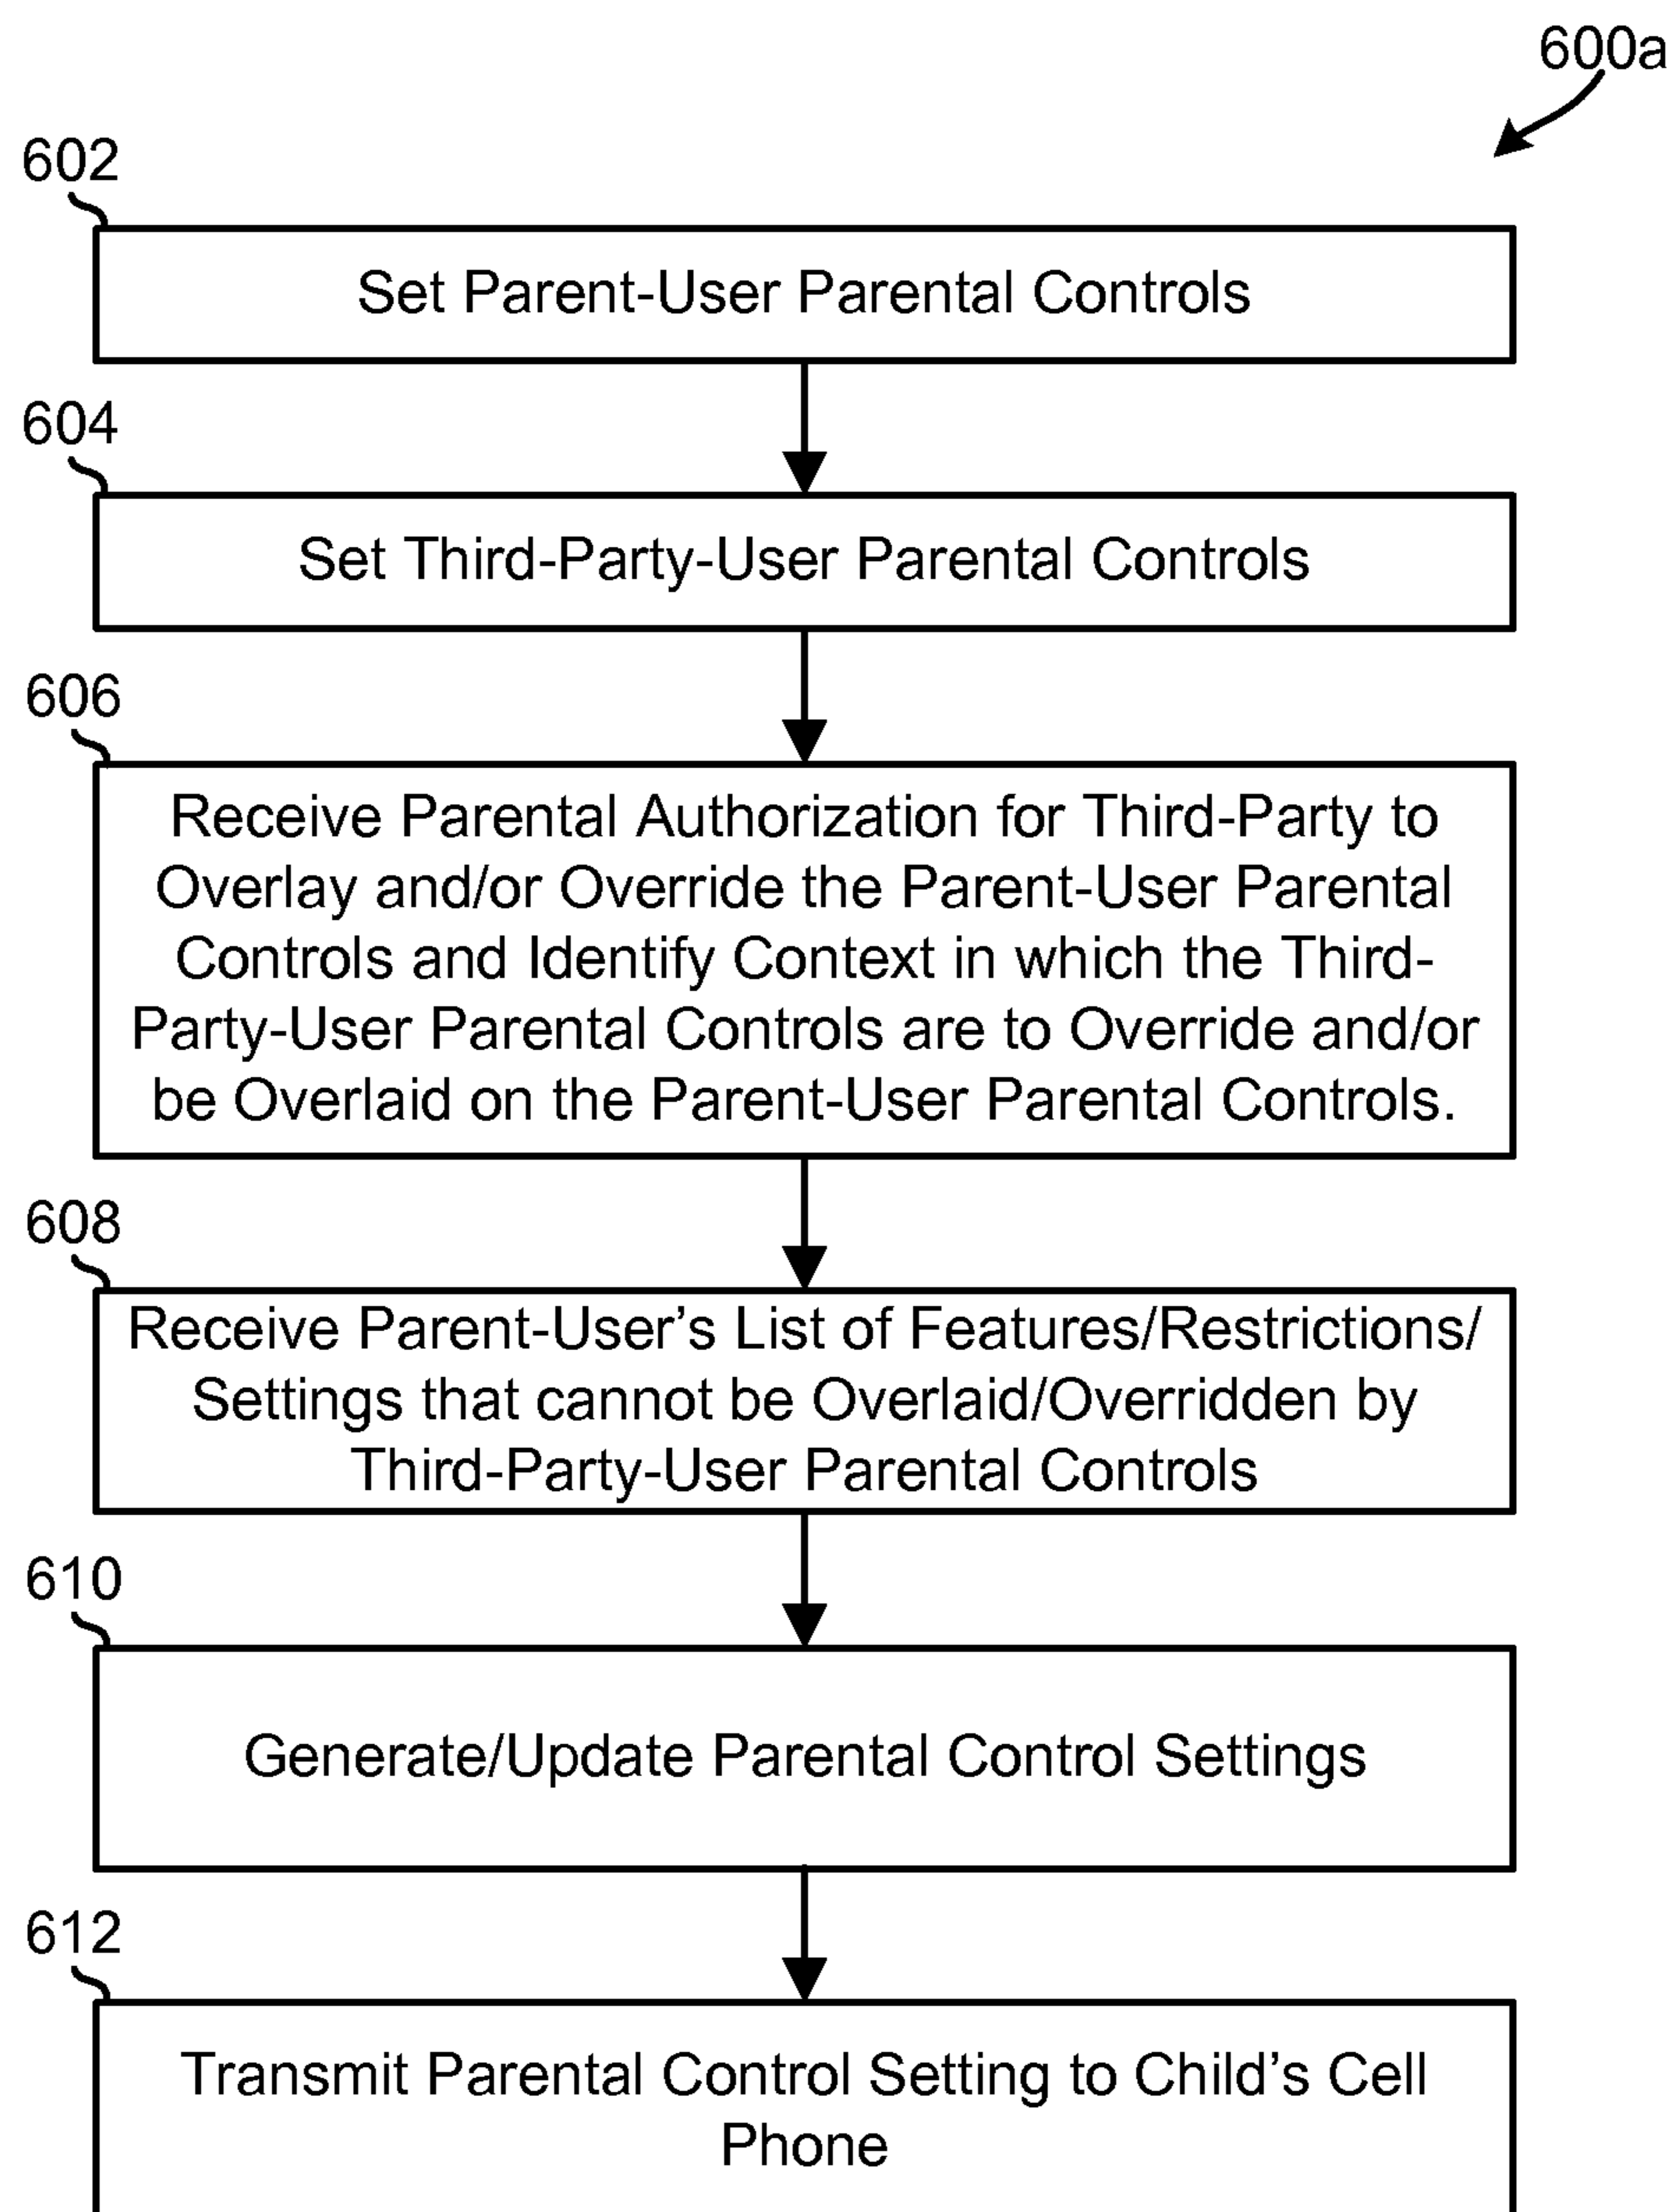 600a
602
Set Parent-User Parental Controls
604
Set Third-Party-User Parental Controls
606
Receive Parental Authorization for Third-Party to
Overlay and/or Override the Parent-User Parental
Controls and Identify Context in which the Third-
Party-User Parental Controls are to Override and/or
be Overlaid on the Parent-User Parental Controls.
608
Receive Parent-User’s List of Features/Restrictions/
Settings that cannot be Overlaid/Overridden by
Third-Party-User Parental Controls
610
Generate/Update Parental Control Settings
612
Transmit Parental Control Setting to Child’s Cell
Phone